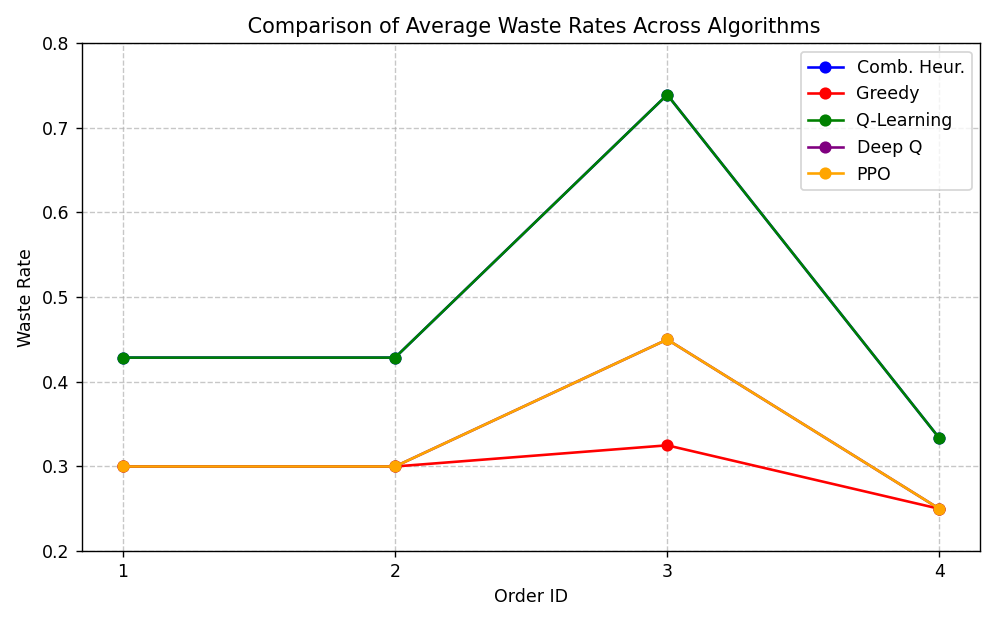 Comparison of Average Waste Rates Across Algorithms
0.8
0.7
0.6
0.5
0.4
0.3
0.2
Waste Rate
1 2 3 4
Order ID
Comb. Heur.
Greedy
Q-Learning
Deep Q
PPO